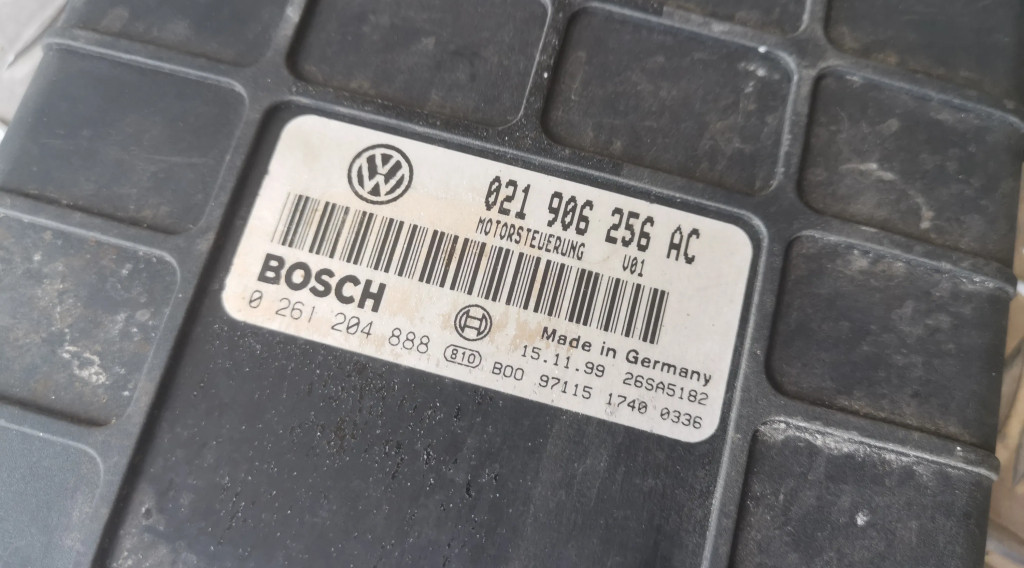 021 906 256 AC
MOTORSTEUERUNG V01
BOSCH
0 261 204 888
Made in Germany
15.11.99 26SA5182
810 B00 97115 1740 0336